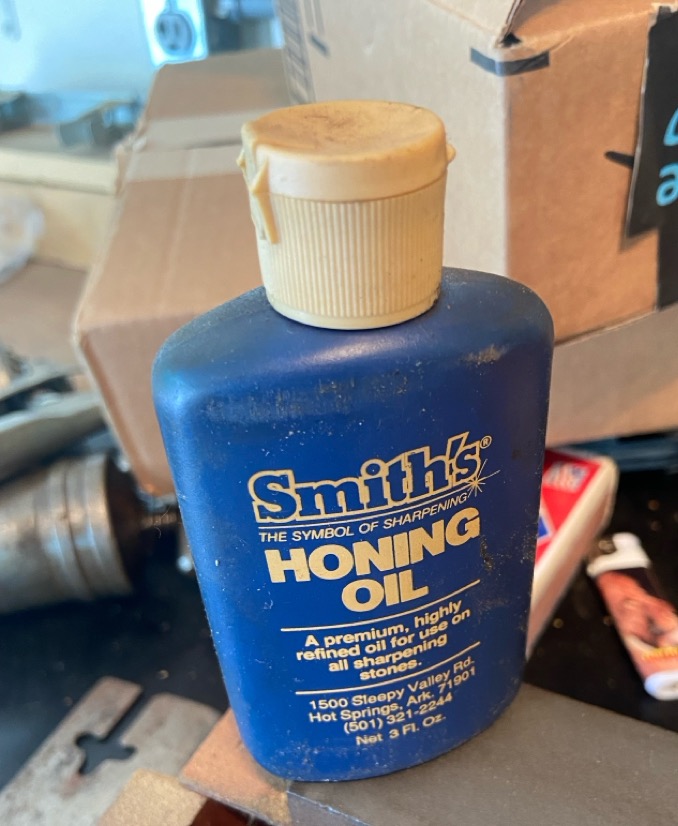 Smith's®
THE SYMBOL OF SHARPENING
HONING
OIL
A premium, highly
refined oil for use on
all sharpening
stones.
1500 Sleepy Valley Rd.
Hot Springs, Ark. 71901
(501) 321-2244
Net 3 Fl. Oz.